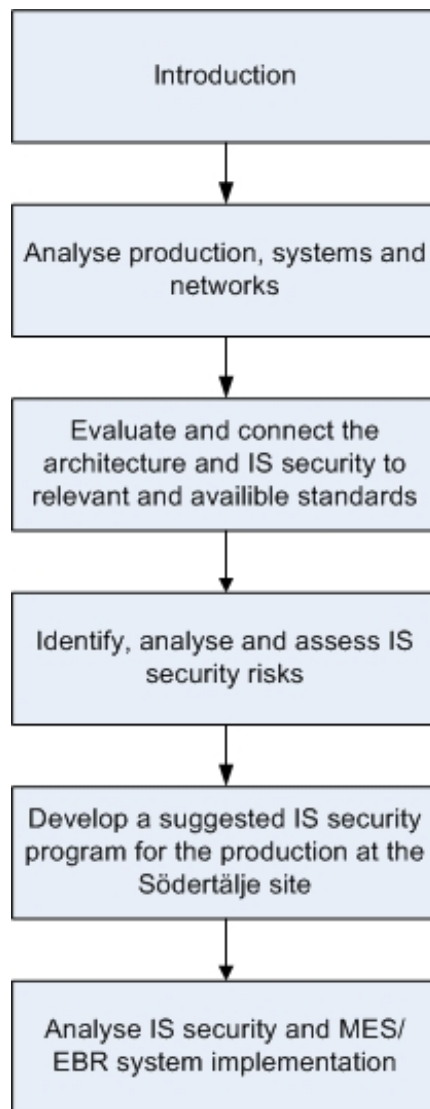 Introduction
Analyse production, systems and
networks
Evaluate and connect the
architecture and IS security to
relevant and availible standards
Identify, analyse and assess IS
security risks
Develop a suggested IS security
program for the production at the
Södertälje site
Analyse IS security and MES/
EBR system implementation